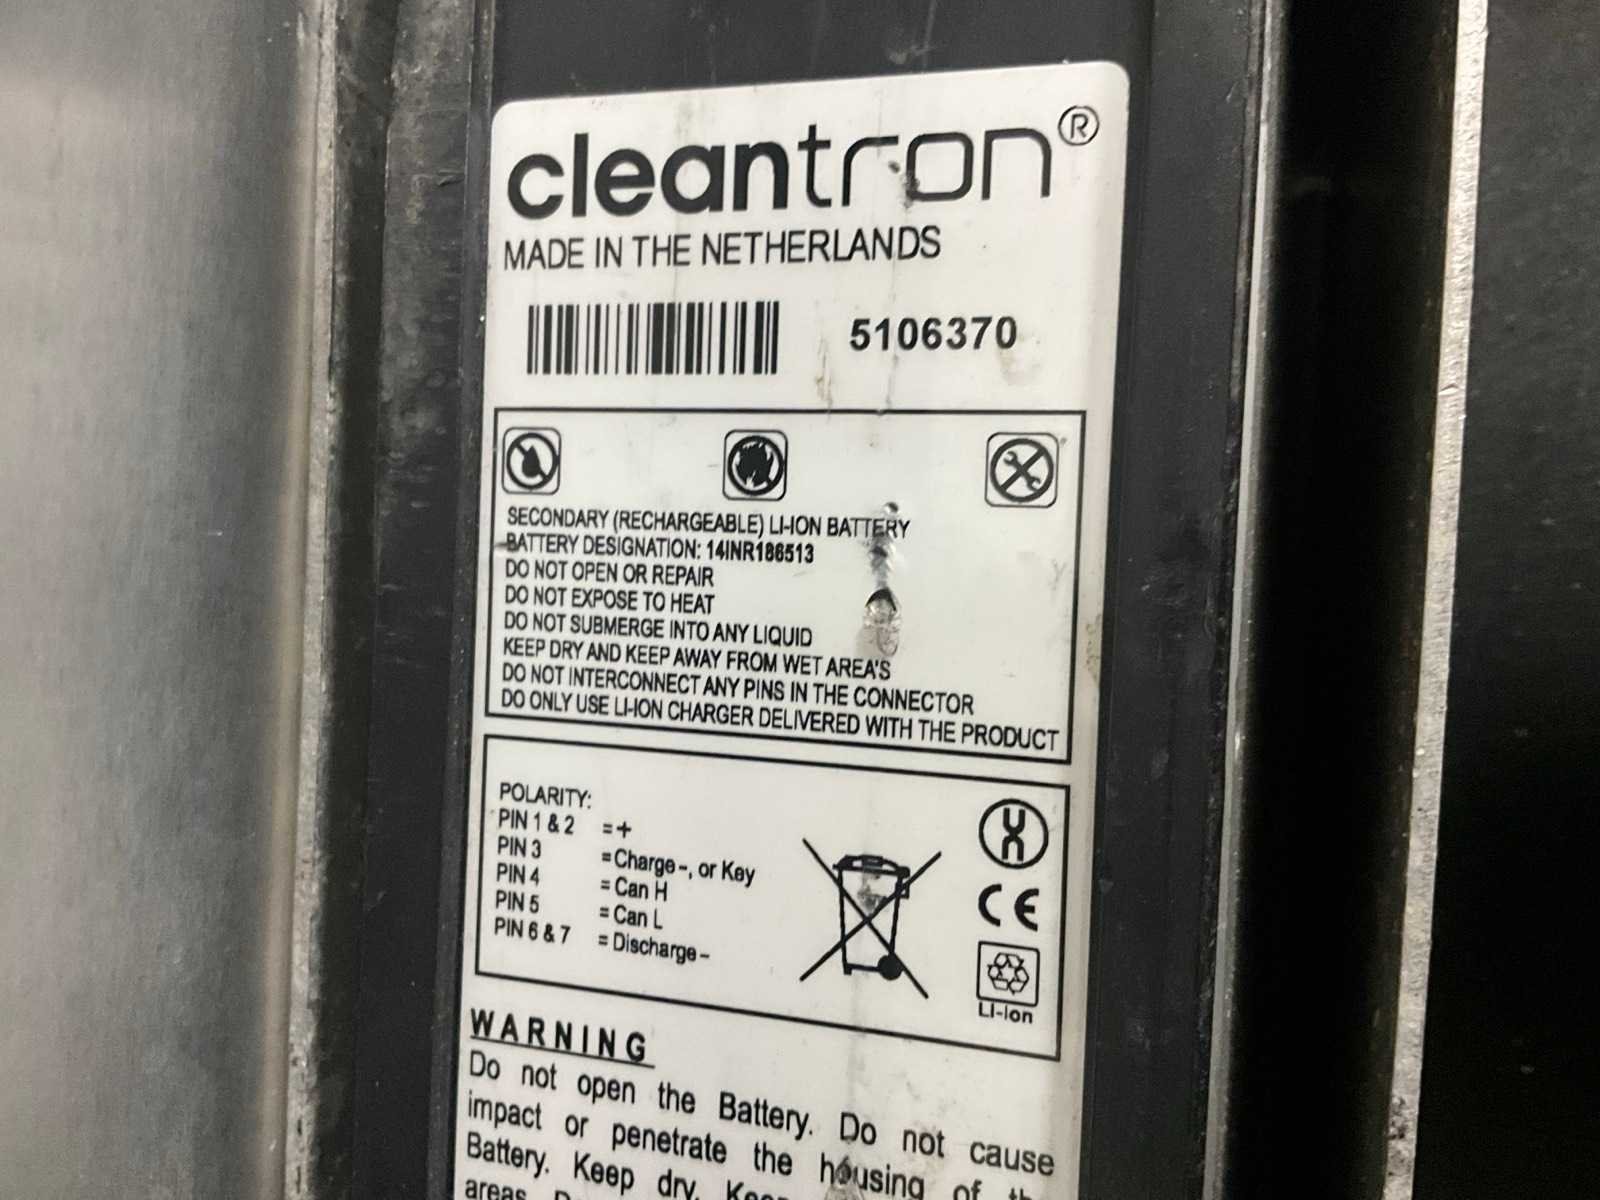 cleantron®
MADE IN THE NETHERLANDS
5106370
SECONDARY (RECHARGEABLE) LI-ION BATTERY
BATTERY DESIGNATION: 14INR186513
DO NOT OPEN OR REPAIR
DO NOT EXPOSE TO HEAT
DO NOT SUBMERGE INTO ANY LIQUID
KEEP DRY AND KEEP AWAY FROM WET AREA'S
DO NOT INTERCONNECT ANY PINS IN THE CONNECTOR
DO ONLY USE LI-ION CHARGER DELIVERED WITH THE PRODUCT
POLARITY:
PIN 1 & 2 = +
PIN 3 = Charge -, or Key
PIN 4 = Can H
PIN 5 = Can L
PIN 6 & 7 = Discharge -
CE
LI-Ion
WARNING
Do not open the Battery. Do not cause
impact or penetrate the housing of
Battery. Keep dry.
areas.